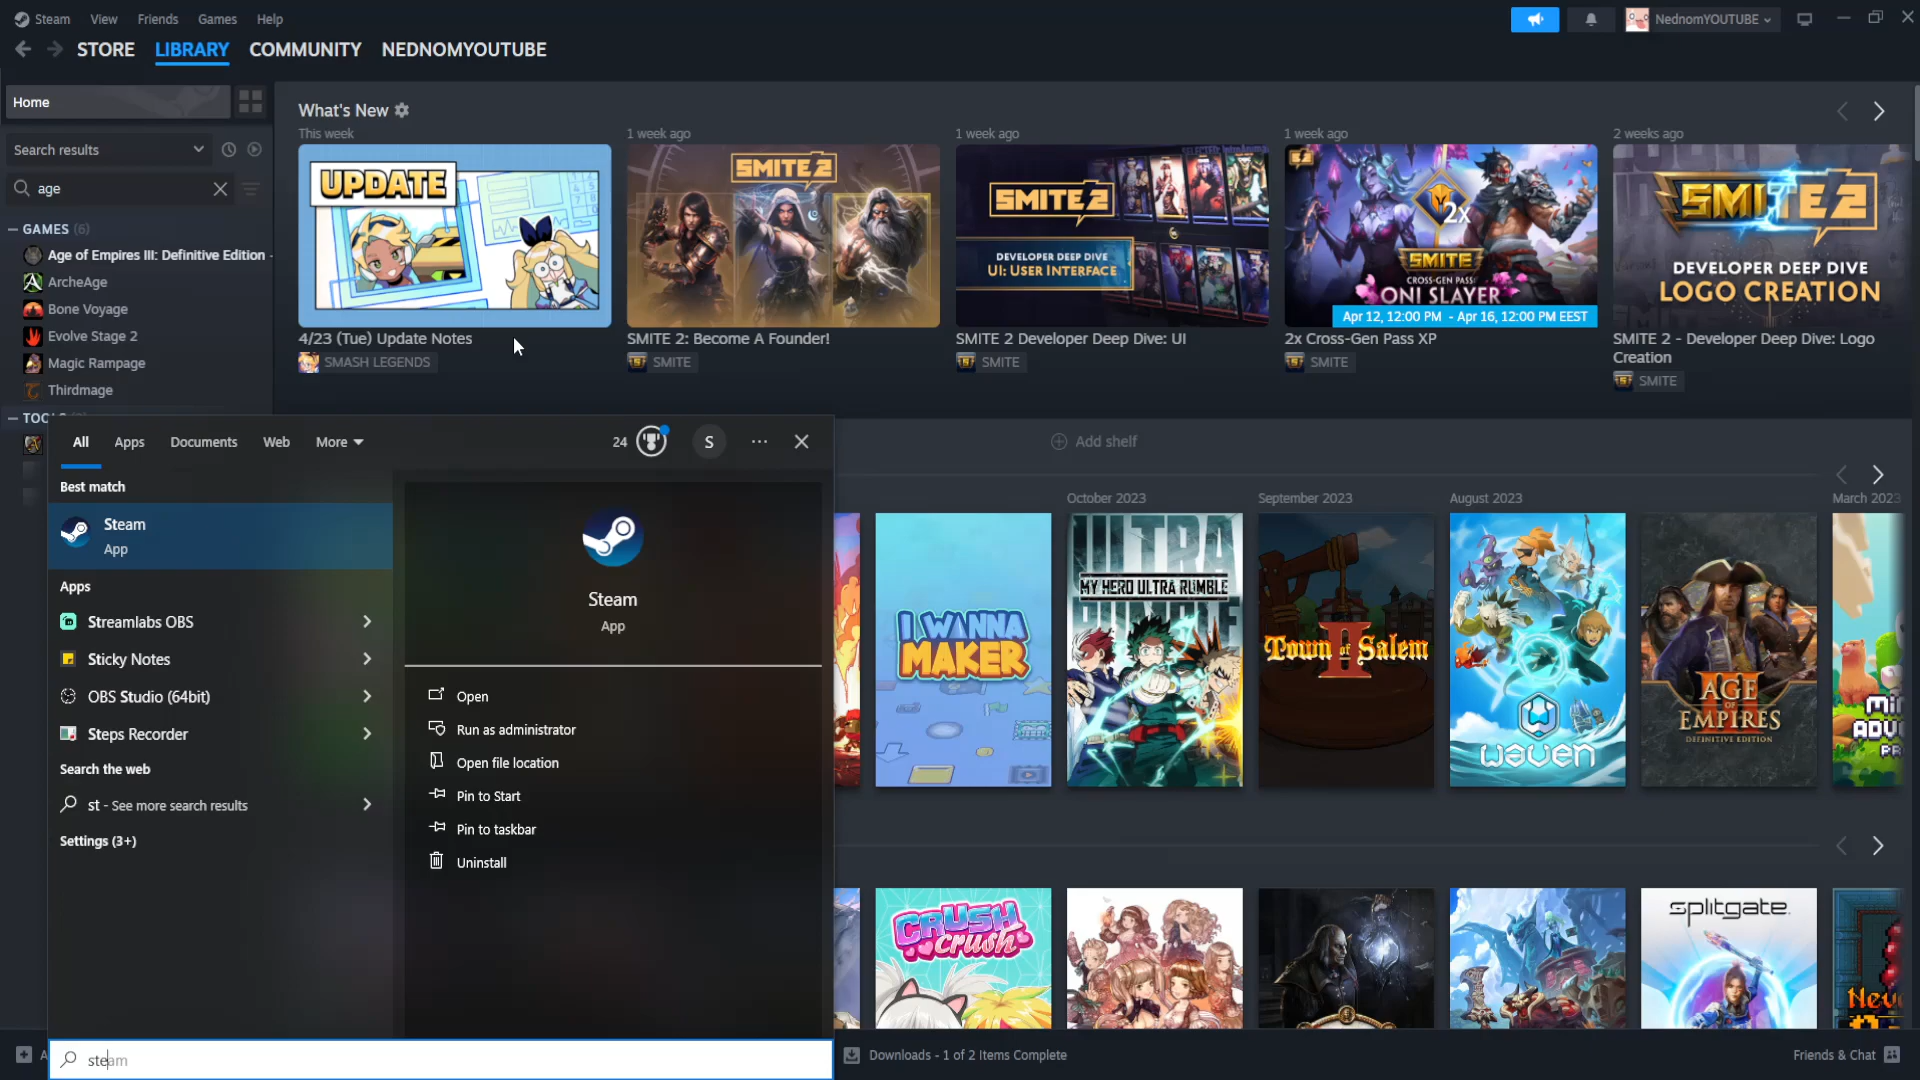 Steam View Friends Games Help
NednomYOUTUBE
STORE LIBRARY COMMUNITY NEDNOMYOUTUBE
Home
Search results
age
GAMES (6)
Age of Empires III: Definitive Edition -
ArcheAge
Bone Voyage
Evolve Stage 2
Magic Rampage
Thirdmage
What's New
This week
UPDATE
4/23 (Tue) Update Notes
SMASH LEGENDS
1 week ago
SMITE 2
SMITE 2: Become A Founder!
SMITE
1 week ago
SMITE 2
DEVELOPER DEEP DIVE
UI: USER INTERFACE
SMITE 2 Developer Deep Dive: UI
SMITE
1 week ago
2x
SMITE
CROSS-GEN PASS
ONI SLAYER
Apr 12, 12:00 PM - Apr 16, 12:00 PM EEST
2x Cross-Gen Pass XP
SMITE
2 weeks ago
SMITE 2
DEVELOPER DEEP DIVE
LOGO CREATION
SMITE 2 - Developer Deep Dive: Logo
Creation
SMITE
Add shelf
All Apps Documents Web More
24
S
Best match
Steam
App
Apps
Streamlabs OBS
Sticky Notes
OBS Studio (64bit)
Steps Recorder
Search the web
st - See more search results
Settings (3+)
Steam
App
Open
Run as administrator
Open file location
Pin to Start
Pin to taskbar
Uninstall
steam
October 2023
September 2023
August 2023
March 2023
I WANNA
MAKER
ULTRA
MY HERO ULTRA RUMBLE
Town of Salem
II
WAVEN
AGE
OF
EMPIRES
III
DEFINITIVE EDITION
CRUSH
CRUSH
splitgate
Downloads - 1 of 2 Items Complete
Friends & Chat